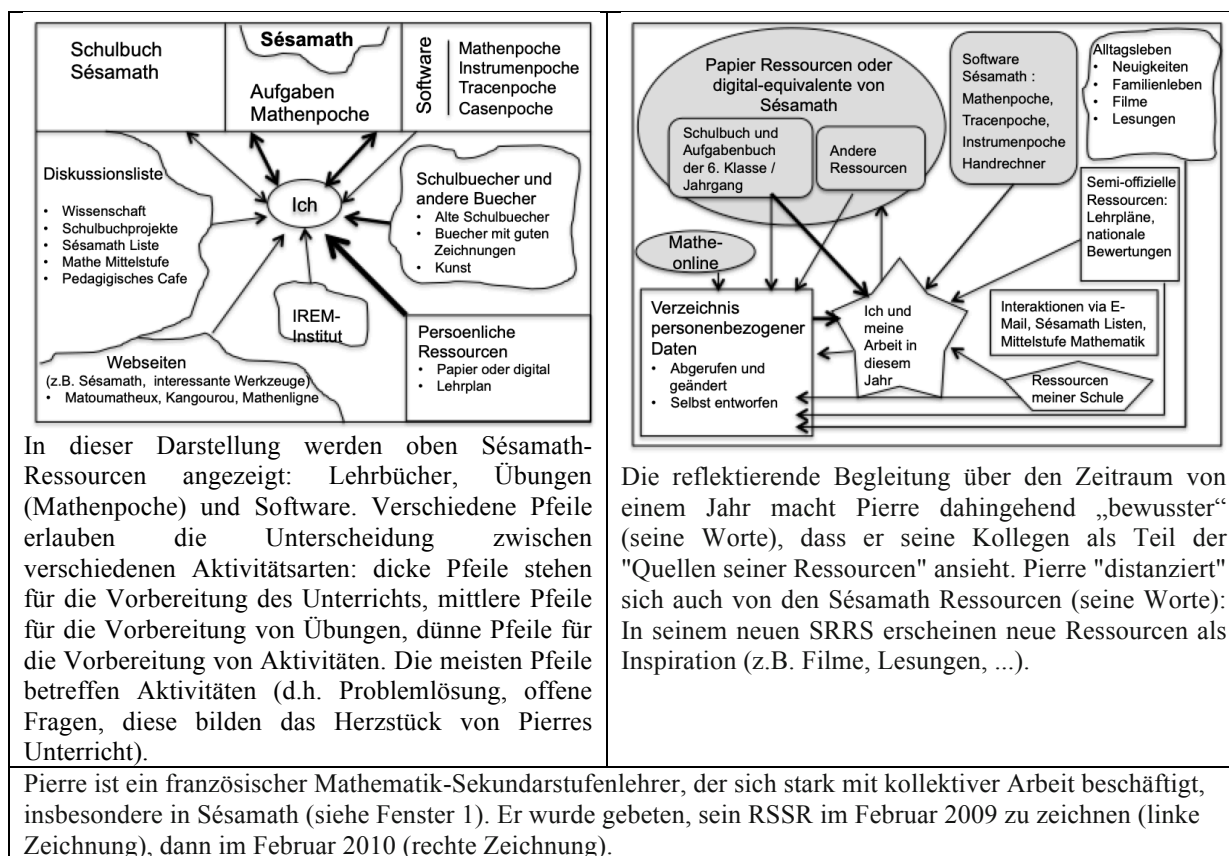 Schulbuch
Sésamath
Sésamath
Aufgaben
Mathenpoche
Software
Mathenpoche
Instrumenpoche
Tracenpoche
Casenpoche
Diskussionsliste
• Wissenschaft
• Schulbuchprojekte
• Sésamath Liste
• Mathe Mittelstufe
• Pedagigisches Cafe
Ich
Schulbuecher und
andere Buecher
• Alte Schulbuecher
• Buecher mit guten
Zeichnungen
• Kunst
IREM-
Institut
Webseiten
(z.B. Sésamath, interessante Werkzeuge)
• Matoumatheux, Kangourou, Mathenligne
Persoenliche
Ressourcen
• Papier oder digital
• Lehrplan
In dieser Darstellung werden oben Sésamath-
Ressourcen angezeigt: Lehrbücher, Übungen
(Mathenpoche) und Software. Verschiedene Pfeile
erlauben die Unterscheidung zwischen
verschiedenen Aktivitätsarten: dicke Pfeile stehen
für die Vorbereitung des Unterrichts, mittlere Pfeile
für die Vorbereitung von Übungen, dünne Pfeile für
die Vorbereitung von Aktivitäten. Die meisten Pfeile
betreffen Aktivitäten (d.h. Problemlösung, offene
Fragen, diese bilden das Herzstück von Pierres
Unterricht).
Papier Ressourcen oder
digital-equivalente von
Sésamath
Schulbuch und
Aufgabenbuch
der 6. Klasse /
Jahrgang
Andere
Ressourcen
Software
Sésamath :
Mathenpoche,
Tracenpoche,
Instrumenpoche
Handrechner
Alltagsleben
• Neuigkeiten
• Familienleben
• Filme
• Lesungen
Semi-offizielle
Ressourcen:
Lehrpläne,
nationale
Bewertungen
Mathe-
online
Verzeichnis
personenbezogener
Daten
• Abgerufen und
geändert
• Selbst entworfen
Ich und
meine
Arbeit in
diesem
Jahr
Interaktionen via E-
Mail, Sésamath Listen,
Mittelstufe Mathematik
Ressourcen
meiner Schule
Die reflektierende Begleitung über den Zeitraum von
einem Jahr macht Pierre dahingehend „bewusster“
(seine Worte), dass er seine Kollegen als Teil der
"Quellen seiner Ressourcen" ansieht. Pierre "distanziert"
sich auch von den Sésamath Ressourcen (seine Worte):
In seinem neuen SRRS erscheinen neue Ressourcen als
Inspiration (z.B. Filme, Lesungen, ...).
Pierre ist ein französischer Mathematik-Sekundarstufenlehrer, der sich stark mit kollektiver Arbeit beschäftigt,
insbesondere in Sésamath (siehe Fenster 1). Er wurde gebeten, sein RSSR im Februar 2009 zu zeichnen (linke
Zeichnung), dann im Februar 2010 (rechte Zeichnung).